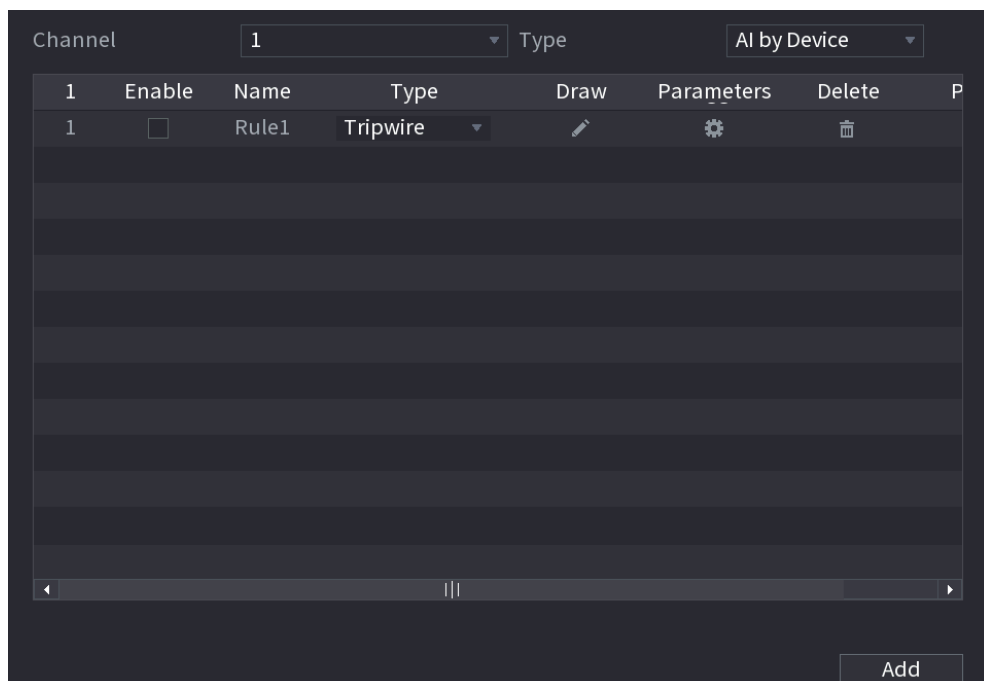 Channel 1 Type AI by Device
1 Enable Name Type Draw Parameters Delete P
1 Rule1 Tripwire
Add